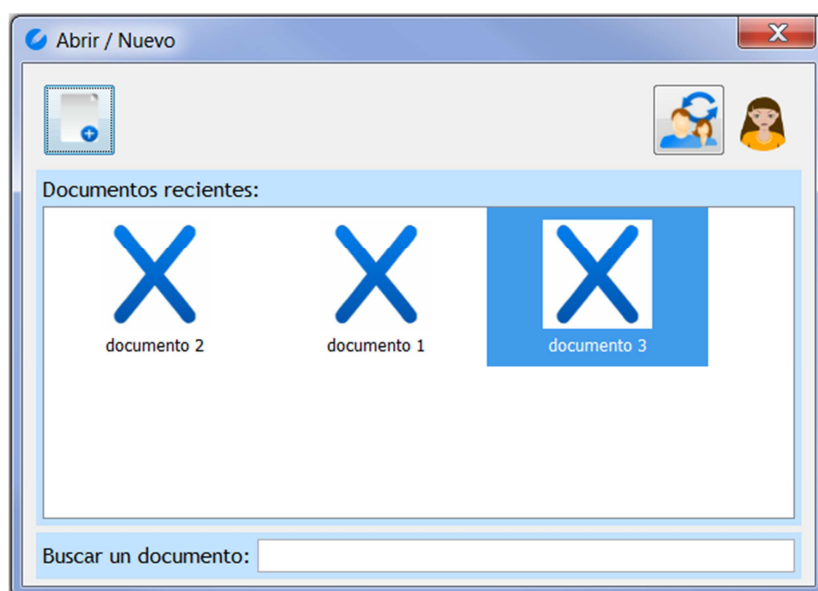 Abrir / Nuevo
Documentos recientes:
documento 2
documento 1
documento 3
Buscar un documento: